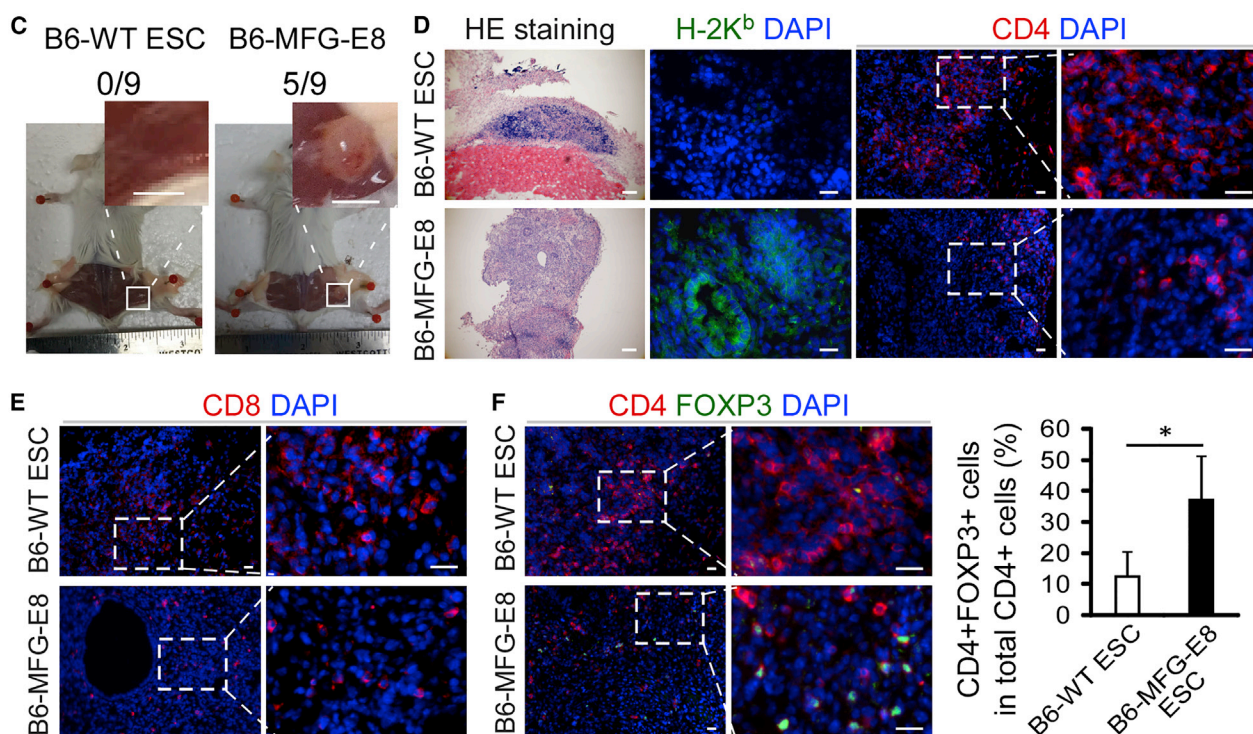 C
B6-WT ESC
B6-MFG-E8
0/9
5/9
D
HE staining
H-2Kᵇ DAPI
CD4 DAPI
B6-WT ESC
B6-MFG-E8
2
3
E
CD8 DAPI
B6-WT ESC
B6-MFG-E8
F
CD4 FOXP3 DAPI
B6-WT ESC
B6-MFG-E8
CD4+FOXP3+ cells
in total CD4+ cells (%)
60
50
40
30
20
10
0
*
B6-WT ESC
B6-MFG-E8
ESC